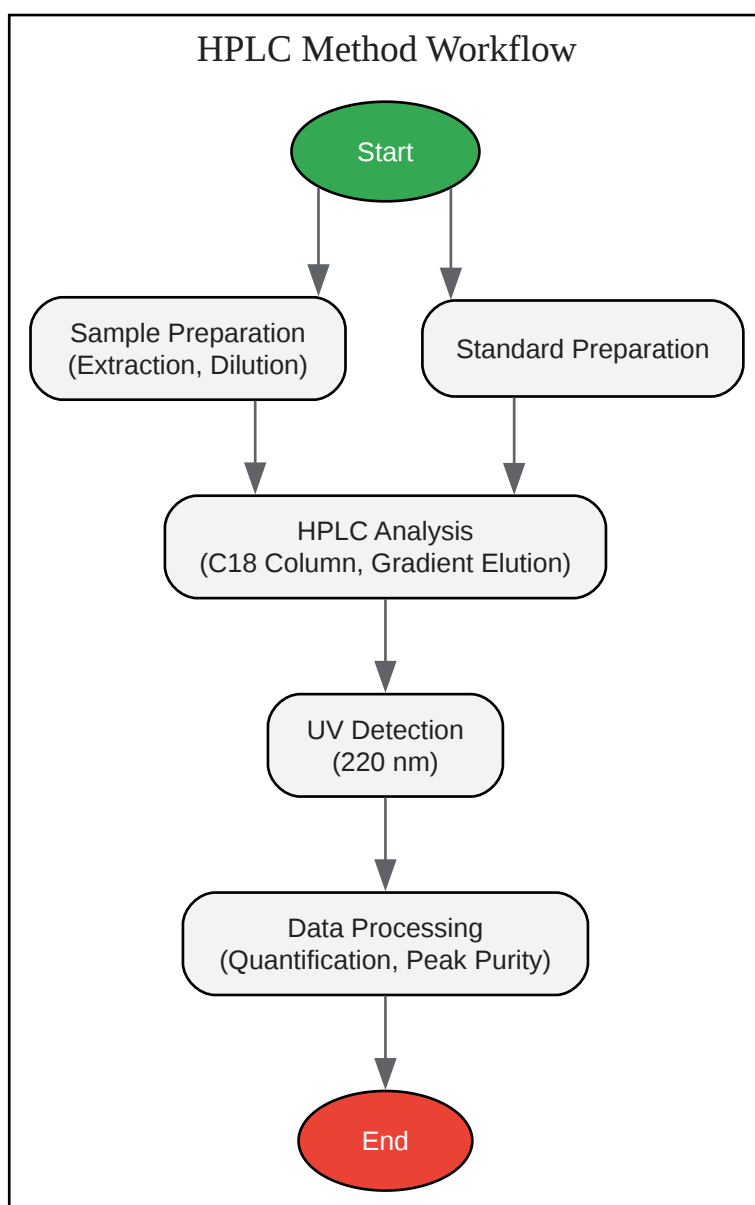 HPLC Method Workflow
Start
Sample Preparation
(Extraction, Dilution)
Standard Preparation
HPLC Analysis
(C18 Column, Gradient Elution)
UV Detection
(220 nm)
Data Processing
(Quantification, Peak Purity)
End